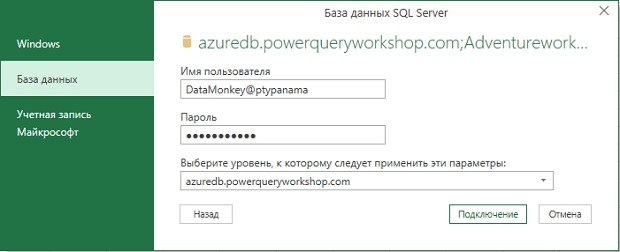 База данных SQL Server
azuredb.powerqueryworkshop.com;Adventurework...
Windows
База данных
Учетная запись
Майкрософт
Имя пользователя
DataMonkey@ptypanama
Пароль
●●●●●●●●●●●
Выберите уровень, к которому следует применить эти параметры:
azuredb.powerqueryworkshop.com
Назад
Подключение
Отмена